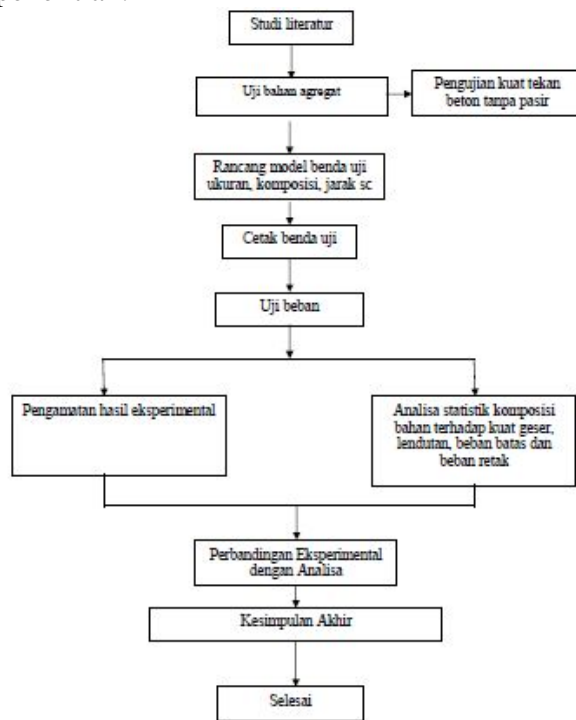 Studi literatur
Uji bahan agregat
Pengujian kuat tekan
beton tanpa pasir
Rancang model benda uji
ukuran, komposisi, jarak sc
Cetak benda uji
Uji beban
Pengamatan hasil eksperimental
Analisa statistik komposisi
bahan terhadap kuat geser,
lendutan, beban batas dan
beban retak
Perbandingan Eksperimental
dengan Analisa
Kesimpulan Akhir
Selesai